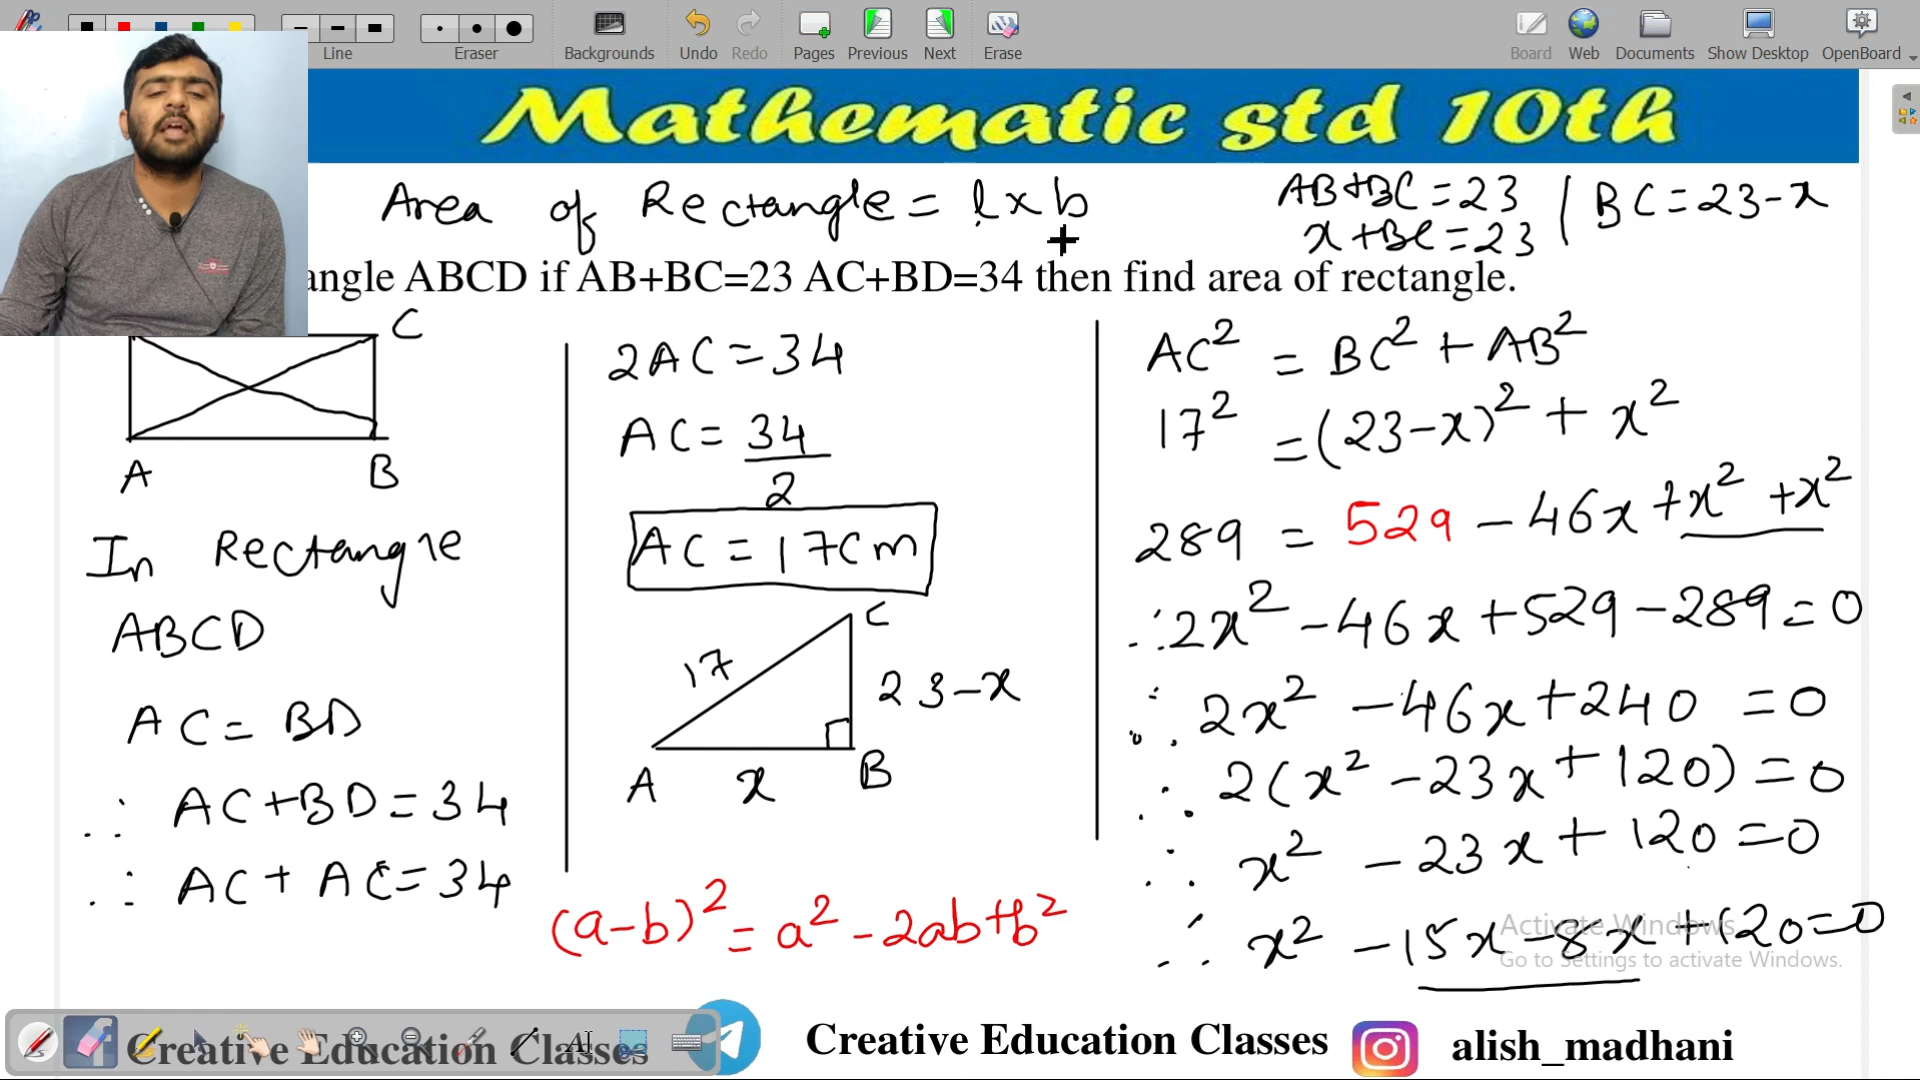 Line
Eraser
Backgrounds
Undo
Redo
Pages
Previous
Next
Erase
Board
Web
Documents
Show Desktop
OpenBoard
Mathematic std 10th
Area of Rectangle = l × b
AB+BC=23
x+BC=23
BC=23-x
angle ABCD if AB+BC=23 AC+BD=34 then find area of rectangle.
C
A B
In Rectangle
ABCD
AC = BD
∴ AC+BD=34
∴ AC+ AC=34
2AC=34
AC= 34/2
AC = 17cm
C
17
23-x
A x B
(a-b)² = a² - 2ab+b²
AC² = BC² + AB²
17² = (23-x)² + x²
289 = 529 - 46x +x² +x²
∴ 2x² - 46x +529 - 289 = 0
∴ 2x² - 46x +240 = 0
∴ 2(x² - 23x + 120) = 0
∴ x² - 23x + 120 = 0
∴ x² - 15x - 8x + 120=0
Activate Windows
Go to Settings to activate Windows.
Creative Education Classes
Creative Education Classes
alish_madhani